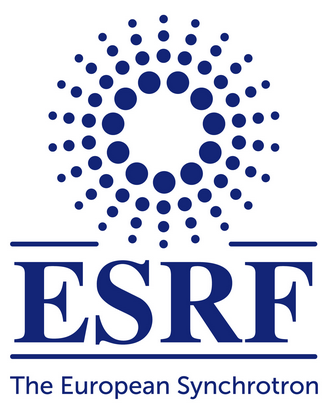 ESRF
The European Synchrotron